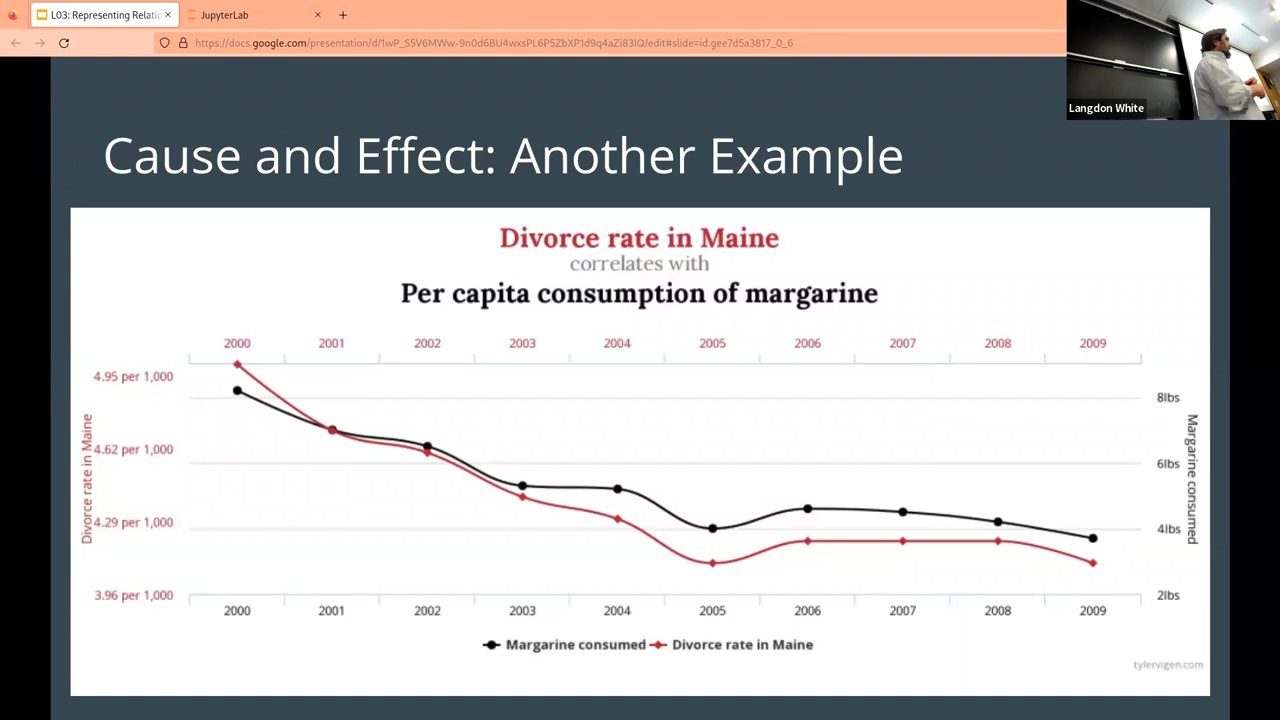 L03: Representing Relati
JupyterLab
https://docs.google.com/presentation/d/1wP_S5V6MWw-9n0d6BU4wxsPL6P5ZbXP1d9q4aZi83IQ/edit#slide=id.gee7d5a3817_0_6
Langdon White
Cause and Effect: Another Example
Divorce rate in Maine
correlates with
Per capita consumption of margarine
2000 2001 2002 2003 2004 2005 2006 2007 2008 2009
4.95 per 1,000
4.62 per 1,000
4.29 per 1,000
3.96 per 1,000
Divorce rate in Maine
8lbs
6lbs
4lbs
2lbs
Margarine consumed
2000 2001 2002 2003 2004 2005 2006 2007 2008 2009
Margarine consumed Divorce rate in Maine
tylervigen.com